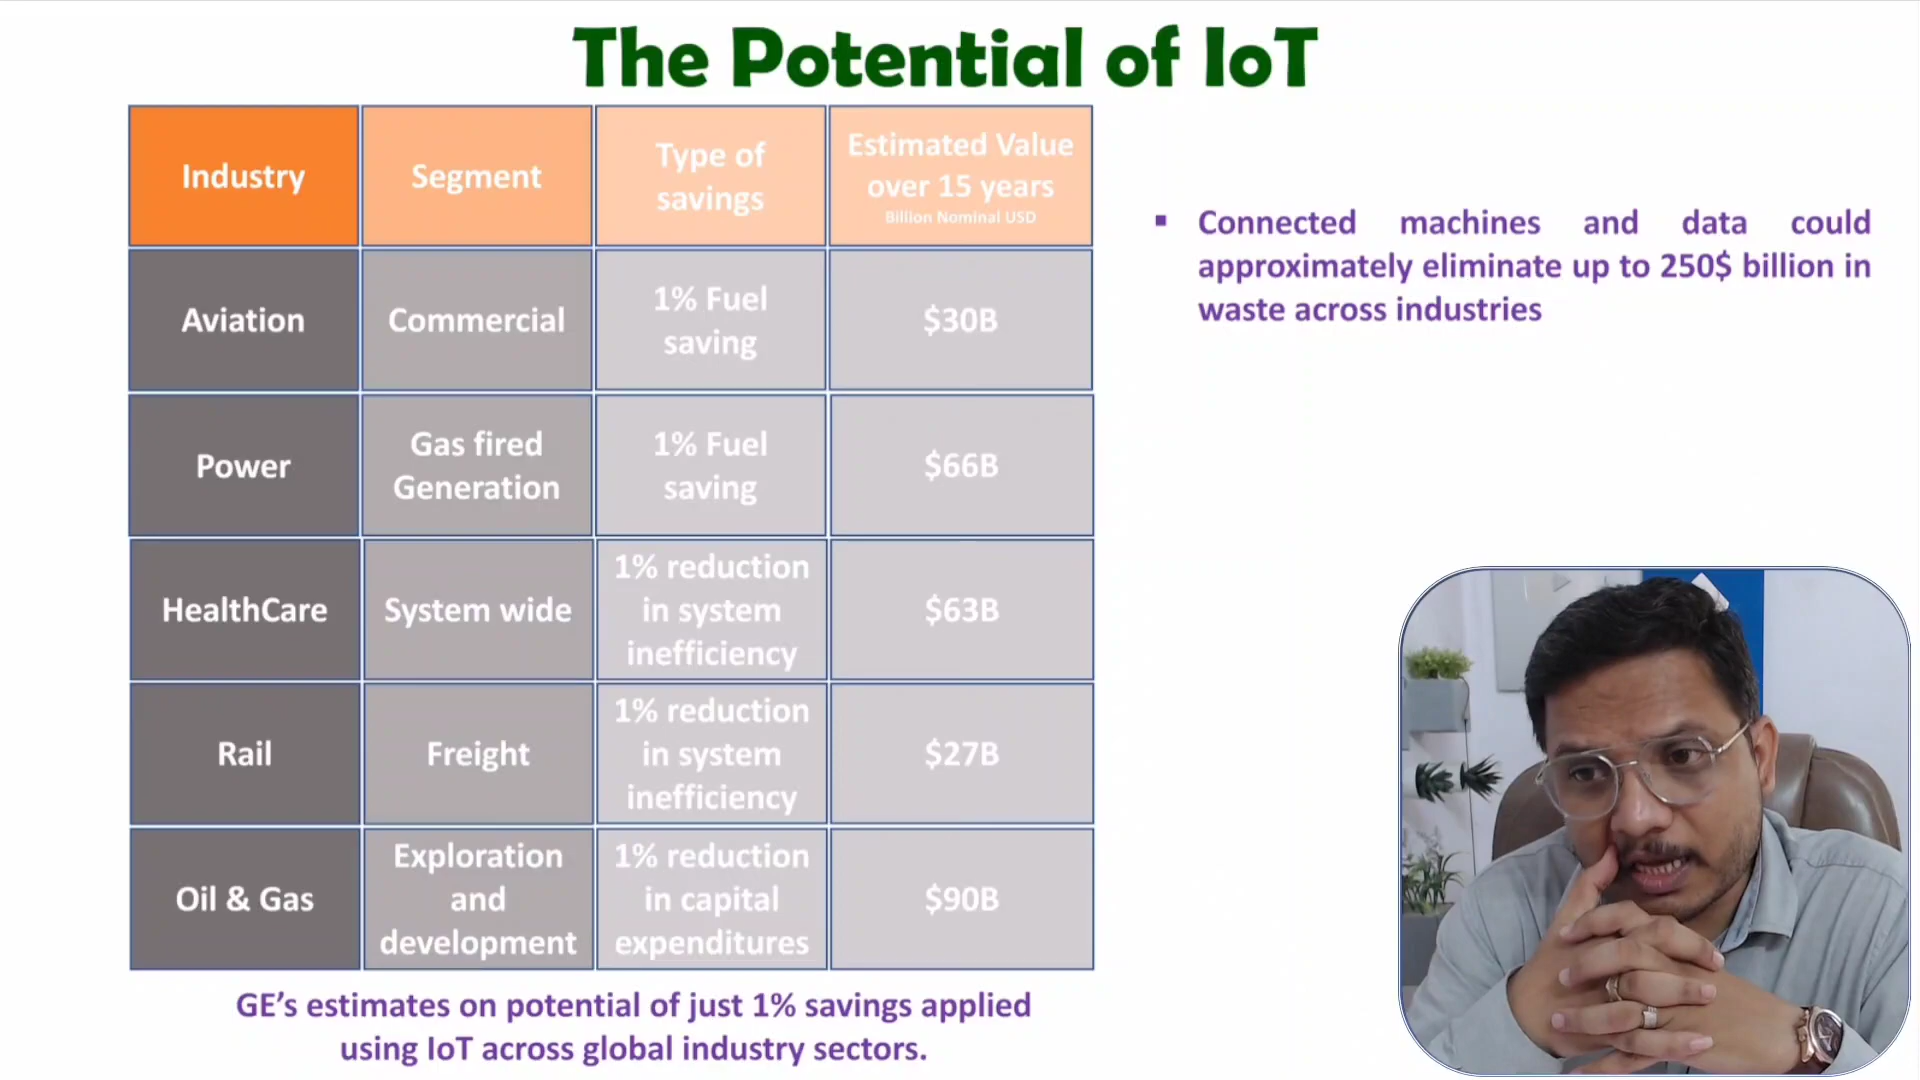 The Potential of IoT
Industry
Segment
Type of
savings
Estimated Value
over 15 years
Billion Nominal USD
Aviation
Commercial
1% Fuel
saving
$30B
Power
Gas fired
Generation
1% Fuel
saving
$66B
HealthCare
System wide
1% reduction
in system
inefficiency
$63B
Rail
Freight
1% reduction
in system
inefficiency
$27B
Oil & Gas
Exploration
and
development
1% reduction
in capital
expenditures
$90B
GE’s estimates on potential of just 1% savings applied
using IoT across global industry sectors.
▪ Connected machines and data could
approximately eliminate up to 250$ billion in
waste across industries